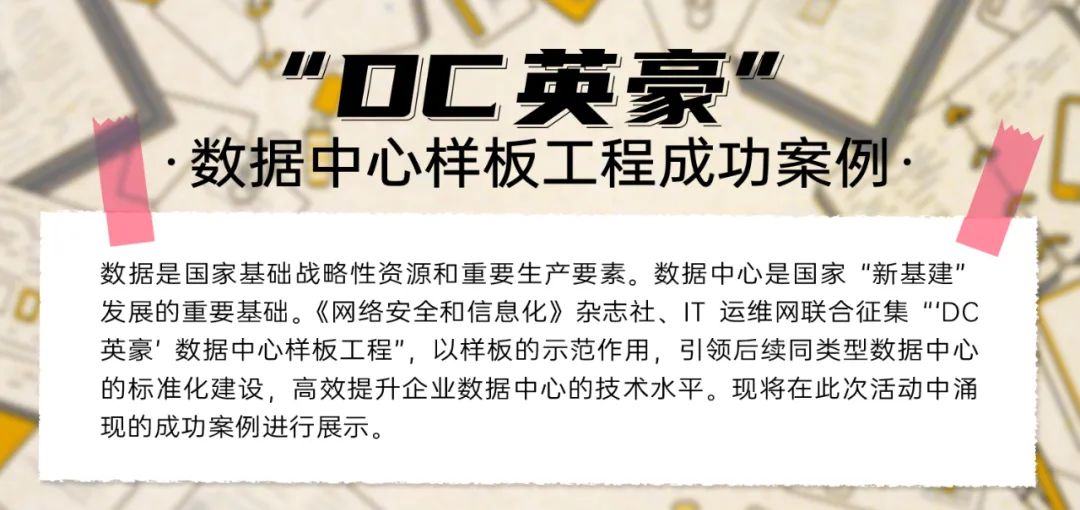 “DC英豪”
·数据中心样板工程成功案例·
数据是国家基础战略性资源和重要生产要素。数据中心是国家“新基建”
发展的重要基础。《网络安全和信息化》杂志社、IT 运维网联合征集“‘DC
英豪’数据中心样板工程”，以样板的示范作用，引领后续同类型数据中心
的标准化建设，高效提升企业数据中心的技术水平。现将在此次活动中涌
现的成功案例进行展示。